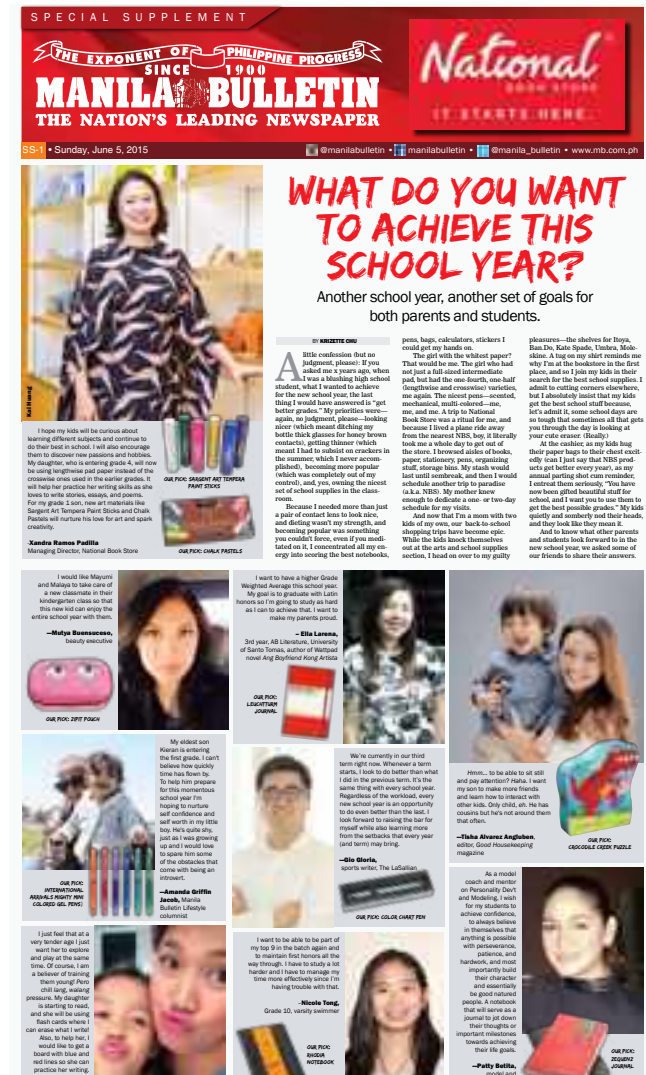 SPECIAL SUPPLEMENT
THE EXPONENT OF PHILIPPINE PROGRESS
SINCE 1900
MANILA BULLETIN
THE NATION'S LEADING NEWSPAPER
National
BOOK STORE
IT STARTS HERE.
SS-1 • Sunday, June 5, 2015
@manilabulletin • manilabulletin • @manila_bulletin • www.mb.com.ph
WHAT DO YOU WANT
TO ACHIEVE THIS
SCHOOL YEAR?
Another school year, another set of goals for
both parents and students.
BY KRIZETTE CHU
A little confession (but no
judgment, please): If you
asked me x years ago, when
I was a blushing high school
student, what I wanted to achieve
for the new school year, the last
thing I would have answered is "get
better grades." My priorities were—
again, no judgment, please—looking
nicer (which meant ditching my
bottle thick glasses for honey brown
contacts), getting thinner (which
meant I had to subsist on crackers in
the summer, which I never accom-
plished), becoming more popular
(which was completely out of my
control), and, yes, owning the nicest
set of school supplies in the class-
room.
Because I needed more than just
a pair of contact lens to look nice,
and dieting wasn't my strength, and
becoming popular was something
you couldn't force, even if you medi-
tated on it, I concentrated all my en-
ergy into scoring the best notebooks,
pens, bags, calculators, stickers I
could get my hands on.
The girl with the whitest paper?
That would be me. The girl who had
not just a full-sized intermediate
pad, but had the one-fourth, one-half
(lengthwise and crosswise) varieties,
me again. The nicest pens—scented,
mechanical, multi-colored—me,
me, and me. A trip to National
Book Store was a ritual for me, and
because I lived a plane ride away
from the nearest NBS, boy, it literally
took me a whole day to get out of
the store. I browsed aisles of books,
paper, stationery, pens, organizing
stuff, storage bins. My stash would
last until sembreak, and then I would
schedule another trip to paradise
(a.k.a. NBS). My mother knew
enough to dedicate a one- or two-day
schedule for my visits.
And now that I'm a mom with two
kids of my own, our back-to-school
shopping trips have become epic.
While the kids knock themselves
out at the arts and school supplies
section, I head on over to my guilty
pleasures—the shelves for Itoya,
Ban.Do, Kate Spade, Umbra, Mole-
skine. A tag on my shirt reminds me
why I'm at the bookstore in the first
place, and so I join my kids in their
search for the best school supplies. I
admit to cutting corners elsewhere,
but I absolutely insist that my kids
get the best school stuff because,
let's admit it, some school days are
so tough that sometimes all that gets
you through the day is looking at
your cute eraser. (Really)
At the cashier, as my kids hug
their paper bags to their chest excit-
edly (can I just say that NBS prod-
ucts get better every year), as my
annual parting shot cum reminder,
I entreat them seriously, "You have
now been gifted beautiful stuff for
school, and I want you to use them to
get the best possible grades." My kids
quietly and somberly nod their heads,
and they look like they mean it.
And to know what other parents
and students look forward to in the
new school year, we asked some of
our friends to share their answers.
Kai Huang
I hope my kids will be curious about
learning different subjects and continue to
do their best in school. I will also encourage
them to discover new passions and hobbies.
My daughter, who is entering grade 4, will now
be using lengthwise pad paper instead of the
crosswise ones used in the earlier grades. It
will help her practice her writing skills as she
loves to write stories, essays, and poems.
For my grade 1 son, new art materials like
Sargent Art Tempera Paint Sticks and Chalk
Pastels will nurture his love for art and spark
creativity.
-Xandra Ramos Padilla
Managing Director, National Book Store
OUR PICK: SARGENT ART TEMPERA
PAINT STICKS
OUR PICK: CHALK PASTELS
I would like Mayumi
and Malaya to take care of
a new classmate in their
kindergarten class so that
this new kid can enjoy the
entire school year with them.
—Mutya Buensuceso,
beauty executive
OUR PICK: ZIPIT POUCH
I want to have a higher Grade
Weighted Average this school year.
My goal is to graduate with Latin
honors so I'm going to study as hard
as I can to achieve that. I want to
make my parents proud.
– Ella Larena,
3rd year, AB Literature, University
of Santo Tomas, author of Wattpad
novel Ang Boyfriend Kong Artista
OUR PICK:
LEUCHTTURM
JOURNAL
Hmm... to be able to sit still
and pay attention? Haha. I want
my son to make more friends
and learn how to interact with
other kids. Only child, eh. He has
cousins but he's not around them
that often.
—Tisha Alvarez Angluben,
editor, Good Housekeeping
magazine
OUR PICK:
CROCODILE CREEK PUZZLE
My eldest son
Kieran is entering
the first grade. I can't
believe how quickly
time has flown by.
To help him prepare
for this momentous
school year I'm
hoping to nurture
self confidence and
self worth in my little
boy. He's quite shy,
just as I was growing
up and I would love
to spare him some
of the obstacles that
come with being an
introvert.
—Amanda Griffin
Jacob, Manila
Bulletin Lifestyle
columnist
OUR PICK:
INTERNATIONAL
ARRIVALS MIGHTY MINI
COLORED GEL PENS)
We're currently in our third
term right now. Whenever a term
starts, I look to do better than what
I did in the previous term. It's the
same thing with every school year.
Regardless of the workload, every
new school year is an opportunity
to do even better than the last. I
look forward to raising the bar for
myself while also learning more
from the setbacks that every year
(and term) may bring.
—Gio Gloria,
sports writer, The LaSallian
OUR PICK: COLOR CHART PEN
As a model
coach and mentor
on Personality Dev't
and Modeling, I wish
for my students to
achieve confidence,
to always believe
in themselves that
anything is possible
with perseverance,
patience, and
hardwork, and most
importantly build
their character
and essentially
be good natured
people. A notebook
that will serve as a
journal to jot down
their thoughts or
important milestones
towards achieving
their life goals.
—Patty Betita,
model and
OUR PICK:
ZEQUENZ
JOURNAL
I just feel that at a
very tender age I just
want her to explore
and play at the same
time. Of course, I am
a believer of training
them young! Pero
chill lang, walang
pressure. My daughter
is starting to read,
and she will be using
flash cards where I
can erase what I write!
Also, to help her, I
would like to get a
board with blue and
red lines so she can
practice her writing.
I want to be able to be part of
my top 9 in the batch again and
to maintain first honors all the
way through. I have to study a lot
harder and I have to manage my
time more effectively since I'm
having trouble with that.
-Nicole Tong,
Grade 10, varsity swimmer
OUR PICK:
RHODIA
NOTEBOOK